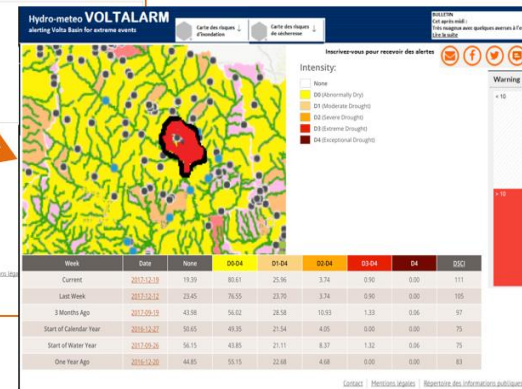 Hydro-meteo VOLTALARM
alerting Volta Basin for extreme events
Carte des risques ↓
d'inondation
Carte des risques ↓
de sécheresse
BULLETIN
Cet après midi :
Très nuageux avec quelques averses à l'e
Lire la suite
Inscrivez-vous pour recevoir des alertes
Intensity:
None
D0 (Abnormally Dry)
D1 (Moderate Drought)
D2 (Severe Drought)
D3 (Extreme Drought)
D4 (Exceptional Drought)
Warning
< 10
> 10
Week Date None D0-D4 D1-D4 D2-D4 D3-D4 D4 DSCI
Current 2017-12-19 19.39 80.61 25.96 3.74 0.90 0.00 111
Last Week 2017-12-12 23.45 76.55 23.70 3.74 0.90 0.00 105
3 Months Ago 2017-09-19 43.98 56.02 28.58 10.93 1.33 0.06 97
Start of Calendar Year 2016-12-27 50.65 49.35 21.54 4.05 0.00 0.00 75
Start of Water Year 2017-09-26 56.15 43.85 21.11 8.37 1.32 0.06 75
One Year Ago 2016-12-20 44.85 55.15 22.68 4.68 0.00 0.00 83
Contact | Mentions légales | Répertoire des informations publiques